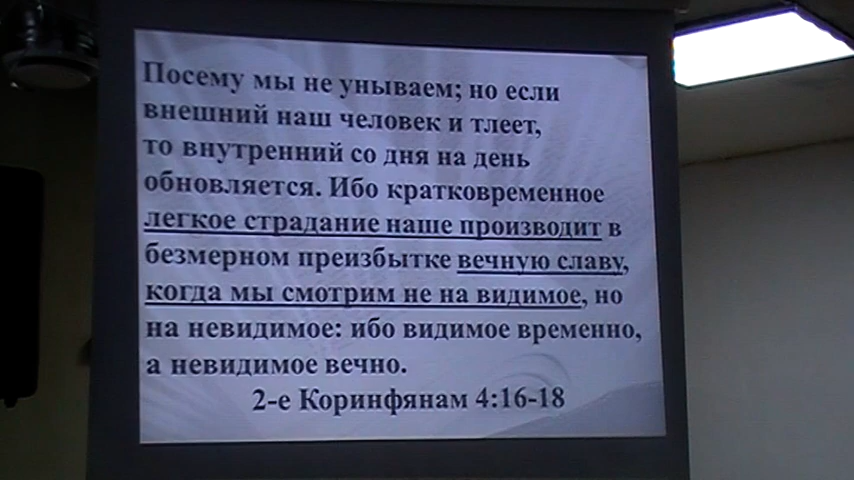 Посему мы не унываем; но если
внешний наш человек и тлеет,
то внутренний со дня на день
обновляется. Ибо кратковременное
легкое страдание наше производит в
безмерном преизбытке вечную славу,
когда мы смотрим не на видимое, но
на невидимое: ибо видимое временно,
а невидимое вечно.
2-е Коринфянам 4:16-18